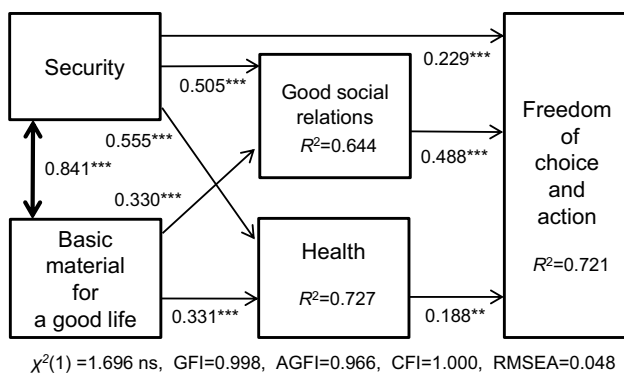 Security
0.229***
0.505***
Good social
relations
R²=0.644
Freedom
of
choice
and
action
R²=0.721
0.555***
0.488***
0.841***
0.330***
Basic
material
for
a good life
Health
R²=0.727
0.331***
0.188**
χ²(1) =1.696 ns, GFI=0.998, AGFI=0.966, CFI=1.000, RMSEA=0.048